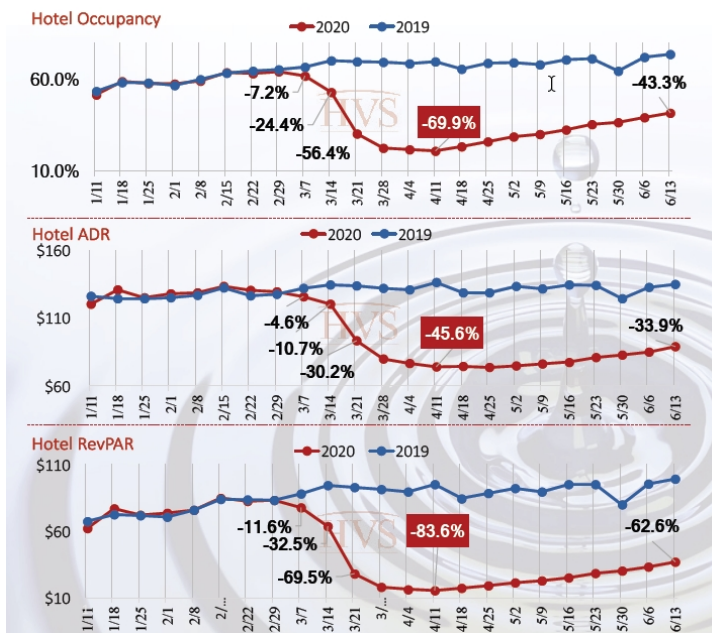 Hotel Occupancy
2020 2019
60.0%
10.0%
-7.2%
-24.4%
-56.4%
-69.9%
-43.3%
HVS
1/11 1/18 1/25 2/1 2/8 2/15 2/22 2/29 3/7 3/14 3/21 3/28 4/4 4/11 4/18 4/25 5/2 5/9 5/16 5/23 5/30 6/6 6/13
Hotel ADR
2020 2019
$160
$110
$60
-4.6%
-10.7%
-30.2%
-45.6%
-33.9%
HVS
1/11 1/18 1/25 2/1 2/8 2/15 2/22 2/29 3/7 3/14 3/21 3/28 4/4 4/11 4/18 4/25 5/2 5/9 5/16 5/23 5/30 6/6 6/13
Hotel RevPAR
2020 2019
$110
$60
$10
-11.6%
-32.5%
-69.5%
-83.6%
-62.6%
HVS
1/11 1/18 1/25 2/1 2/8 2/... 2/22 2/29 3/7 3/14 3/21 3/... 4/4 4/11 4/18 4/25 5/2 5/9 5/16 5/23 5/30 6/6 6/13